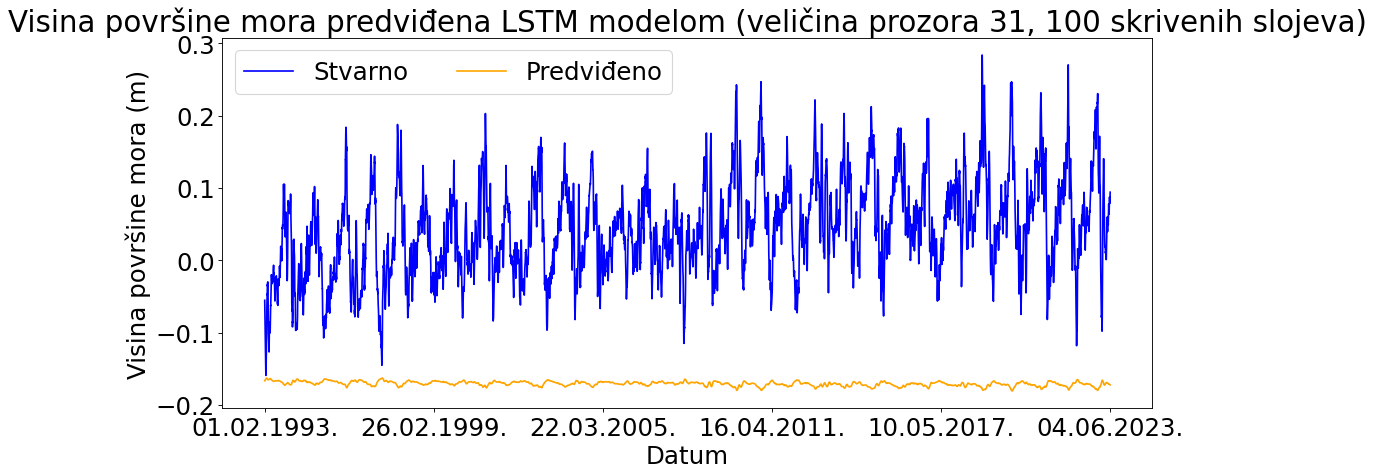 Visina površine mora predviđena LSTM modelom (veličina prozora 31, 100 skrivenih slojeva)
Stvarno Predviđeno
Visina površine mora (m)
0.3
0.2
0.1
0.0
−0.1
−0.2
01.02.1993. 26.02.1999. 22.03.2005. 16.04.2011. 10.05.2017. 04.06.2023.
Datum